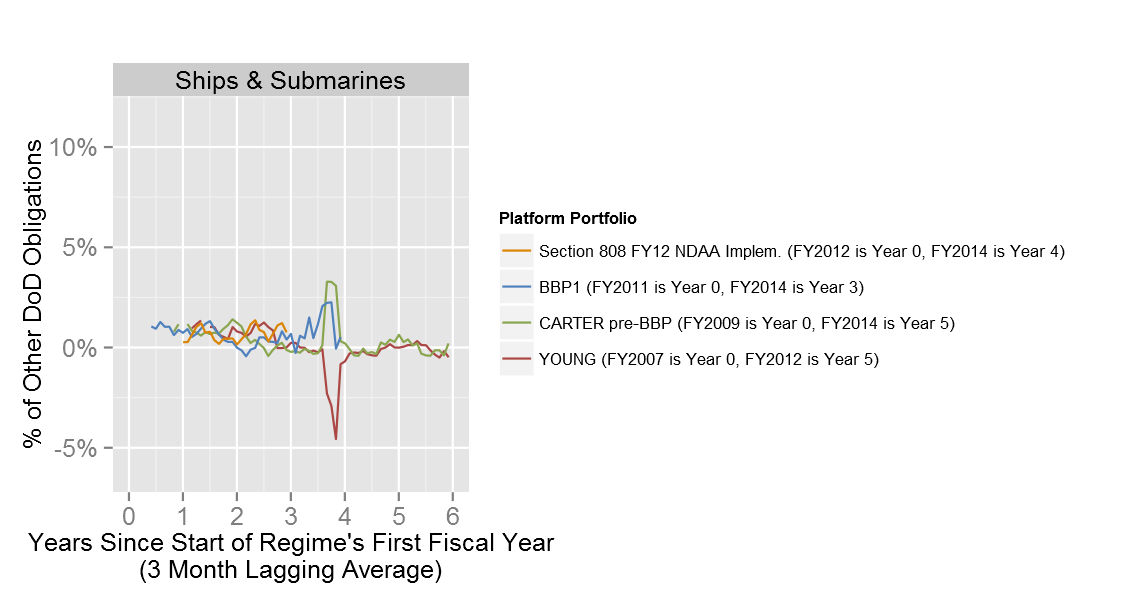 Ships & Submarines
% of Other DoD Obligations
10%
5%
0%
-5%
0 1 2 3 4 5 6
Years Since Start of Regime's First Fiscal Year
(3 Month Lagging Average)
Platform Portfolio
Section 808 FY12 NDAA Implem. (FY2012 is Year 0, FY2014 is Year 4)
BBP1 (FY2011 is Year 0, FY2014 is Year 3)
CARTER pre-BBP (FY2009 is Year 0, FY2014 is Year 5)
YOUNG (FY2007 is Year 0, FY2012 is Year 5)